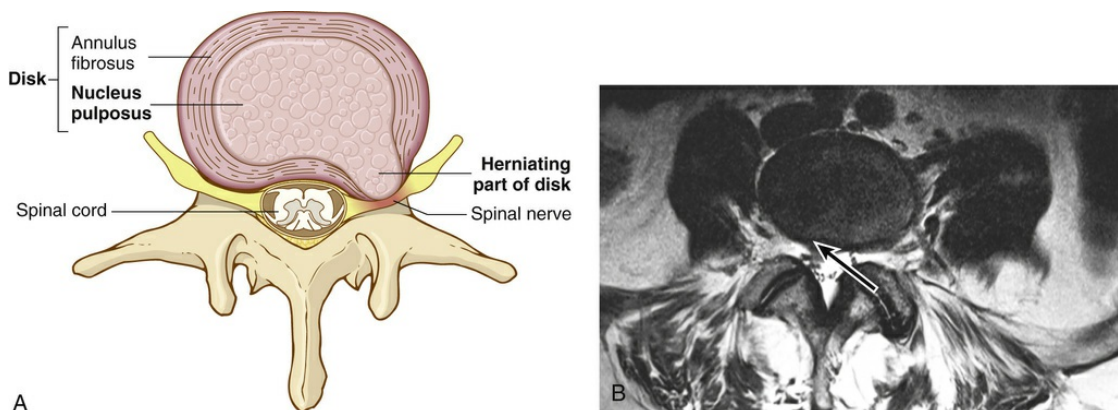 Annulus
fibrosus
Disk
Nucleus
pulposus
Herniating
part of disk
Spinal cord
Spinal nerve
A
B